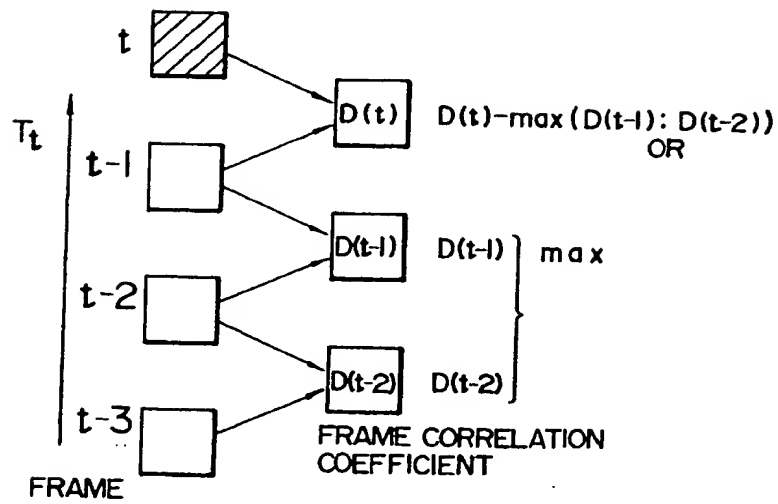 t
D(t) D(t)-max(D(t-1): D(t-2))
OR
Tt
t-1
D(t-1) D(t-1) max
t-2
D(t-2) D(t-2)
t-3
FRAME CORRELATION
COEFFICIENT
FRAME